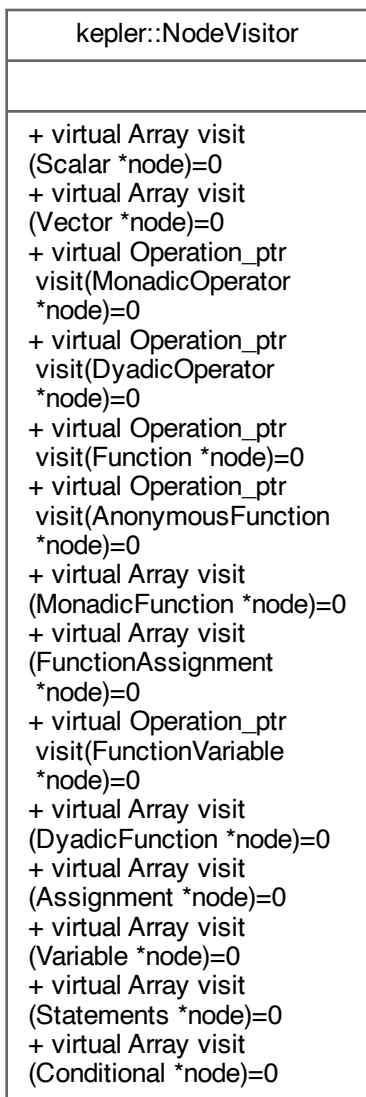 kepler::NodeVisitor
+ virtual Array visit
(Scalar *node)=0
+ virtual Array visit
(Vector *node)=0
+ virtual Operation_ptr
visit(MonadicOperator
*node)=0
+ virtual Operation_ptr
visit(DyadicOperator
*node)=0
+ virtual Operation_ptr
visit(Function *node)=0
+ virtual Operation_ptr
visit(AnonymousFunction
*node)=0
+ virtual Array visit
(MonadicFunction *node)=0
+ virtual Array visit
(FunctionAssignment
*node)=0
+ virtual Operation_ptr
visit(FunctionVariable
*node)=0
+ virtual Array visit
(DyadicFunction *node)=0
+ virtual Array visit
(Assignment *node)=0
+ virtual Array visit
(Variable *node)=0
+ virtual Array visit
(Statements *node)=0
+ virtual Array visit
(Conditional *node)=0